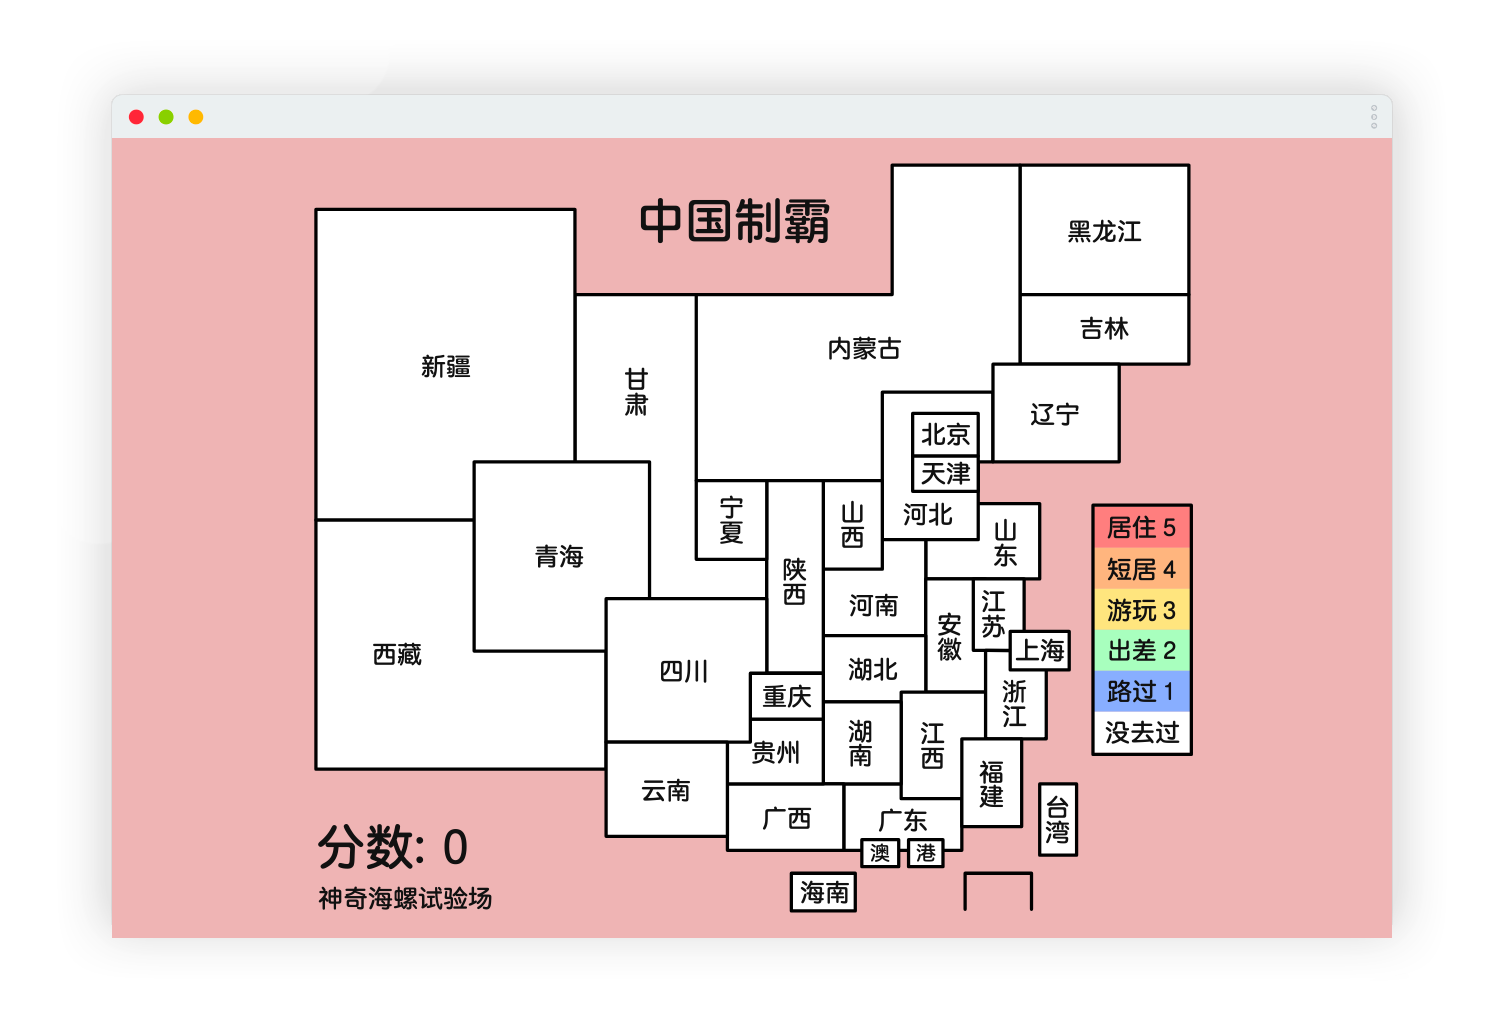 中国制霸
黑龙江
吉林
内蒙古
新疆
甘肃
辽宁
北京
天津
宁夏
山西
河北
山东
青海
陕西
河南
安徽
江苏
上海
西藏
四川
湖北
重庆
浙江
贵州
湖南
江西
福建
云南
广西
广东
台湾
澳
港
海南
居住 5
短居 4
游玩 3
出差 2
路过 1
没去过
分数: 0
神奇海螺试验场